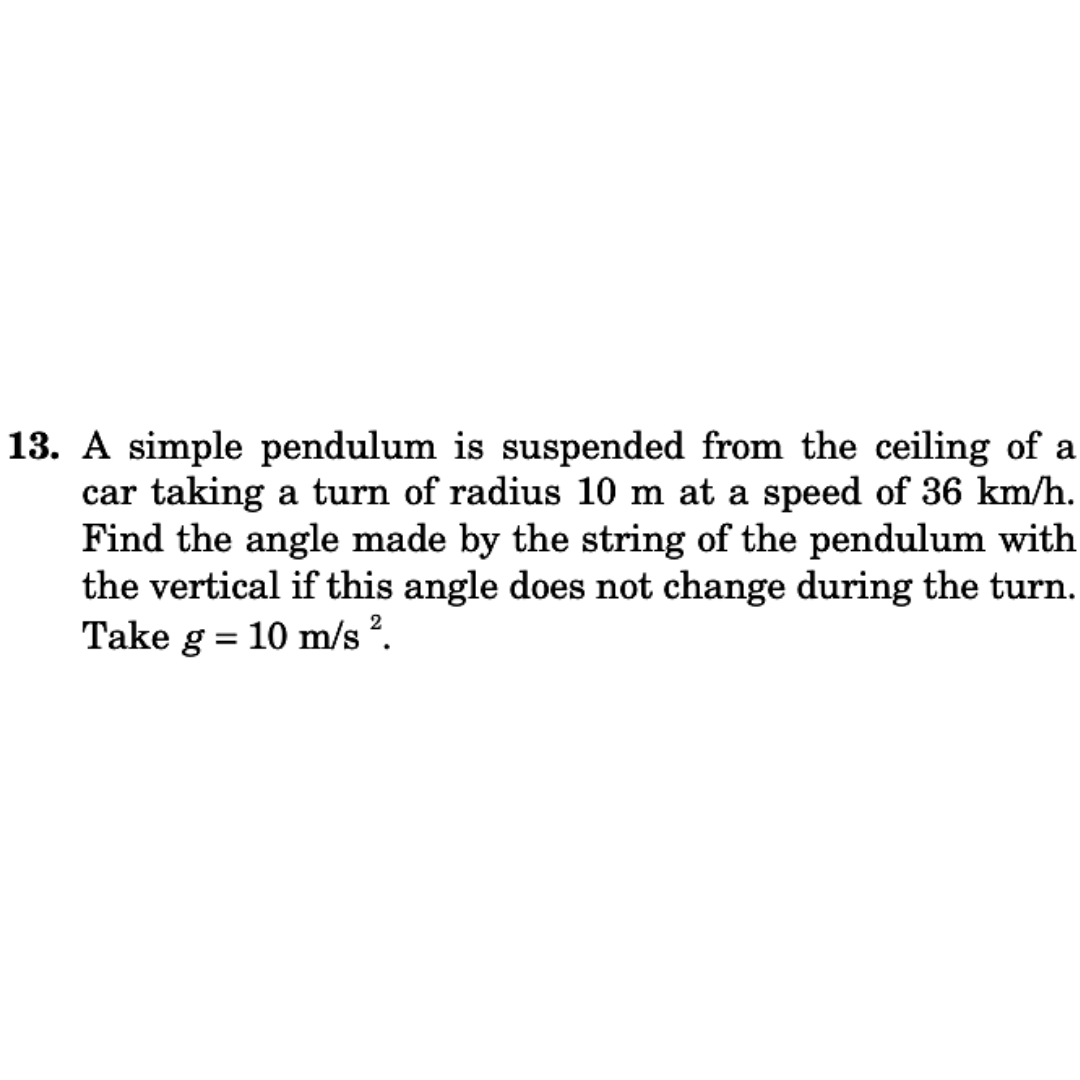 13. A simple pendulum is suspended from the ceiling of a
car taking a turn of radius 10 m at a speed of 36 km/h.
Find the angle made by the string of the pendulum with
the vertical if this angle does not change during the turn.
Take g = 10 m/s ².